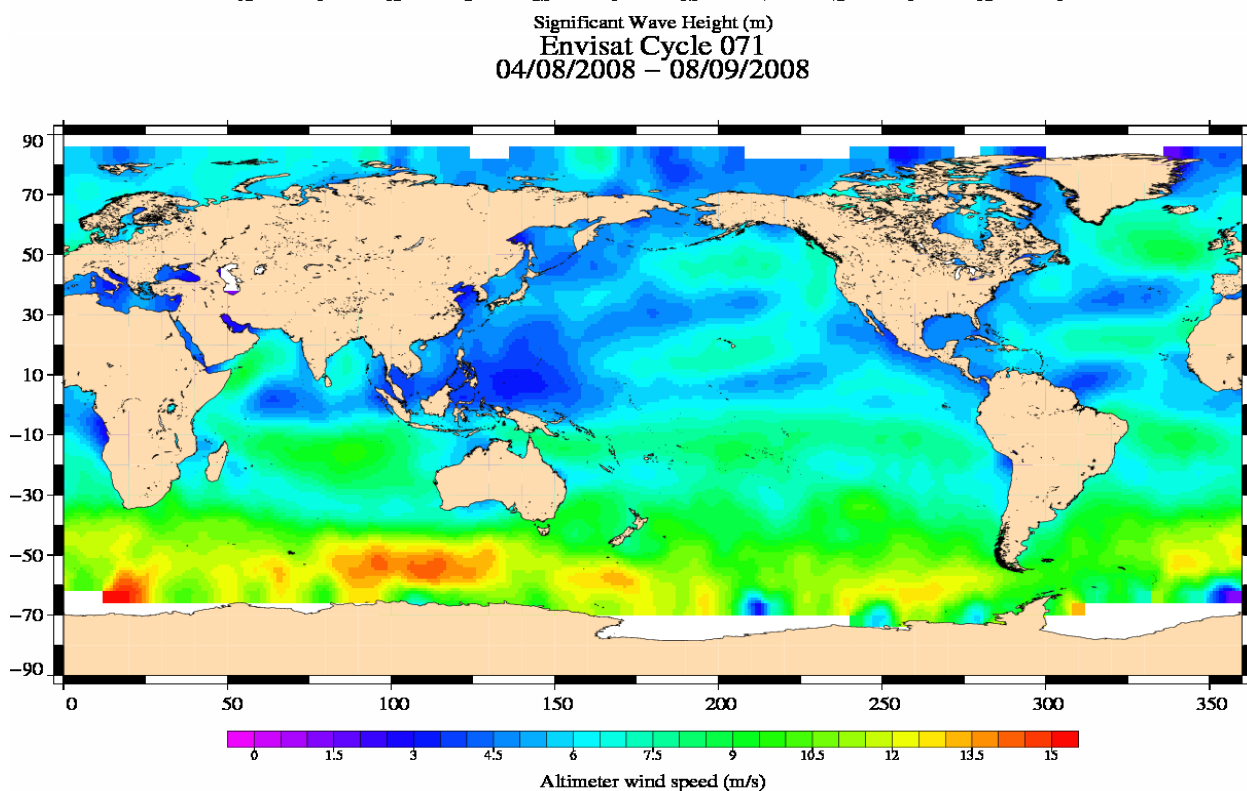 Significant Wave Height (m)
Envisat Cycle 071
04/08/2008 − 08/09/2008
90
70
50
30
10
−10
−30
−50
−70
−90
0 50 100 150 200 250 300 350
0 1.5 3 4.5 6 7.5 9 10.5 12 13.5 15
Altimeter wind speed (m/s)